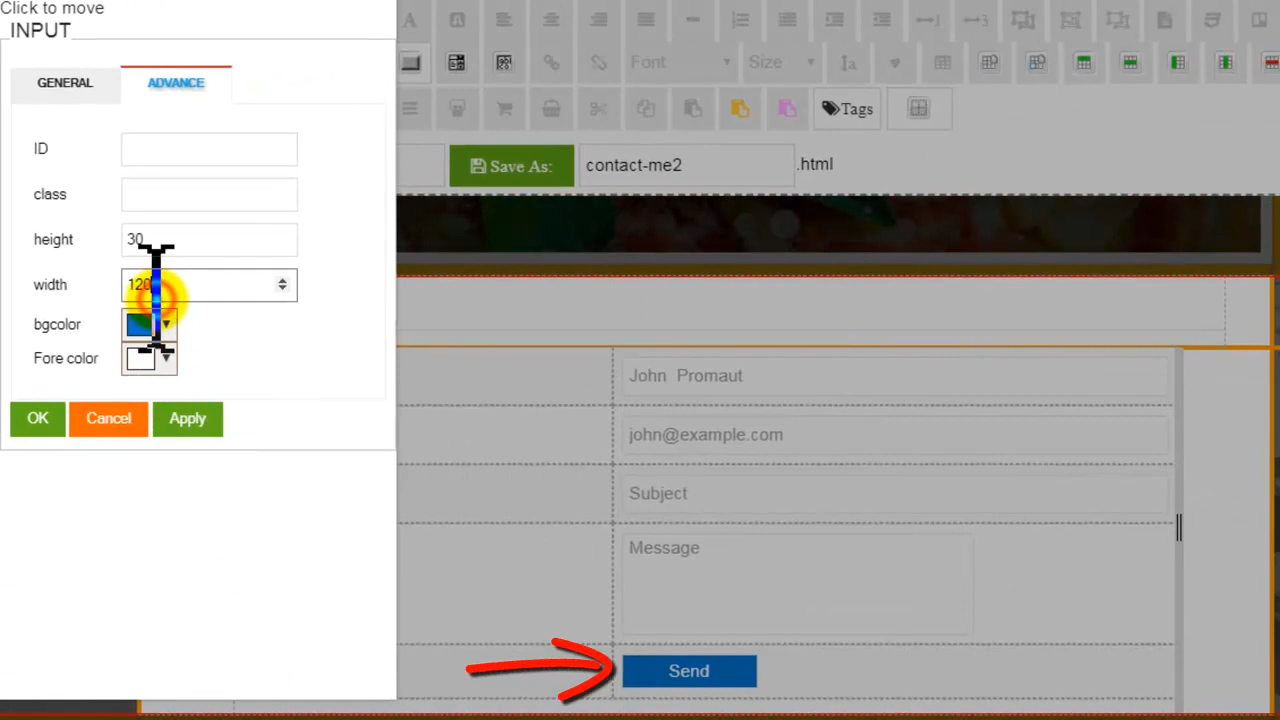 Click to move
INPUT
GENERAL
ADVANCE
ID
class
height
30
width
120
bgcolor
Fore color
OK
Cancel
Apply
A
A
Font
Size
Tags
Save As:
contact-me2
.html
John Promaut
john@example.com
Subject
Message
Send